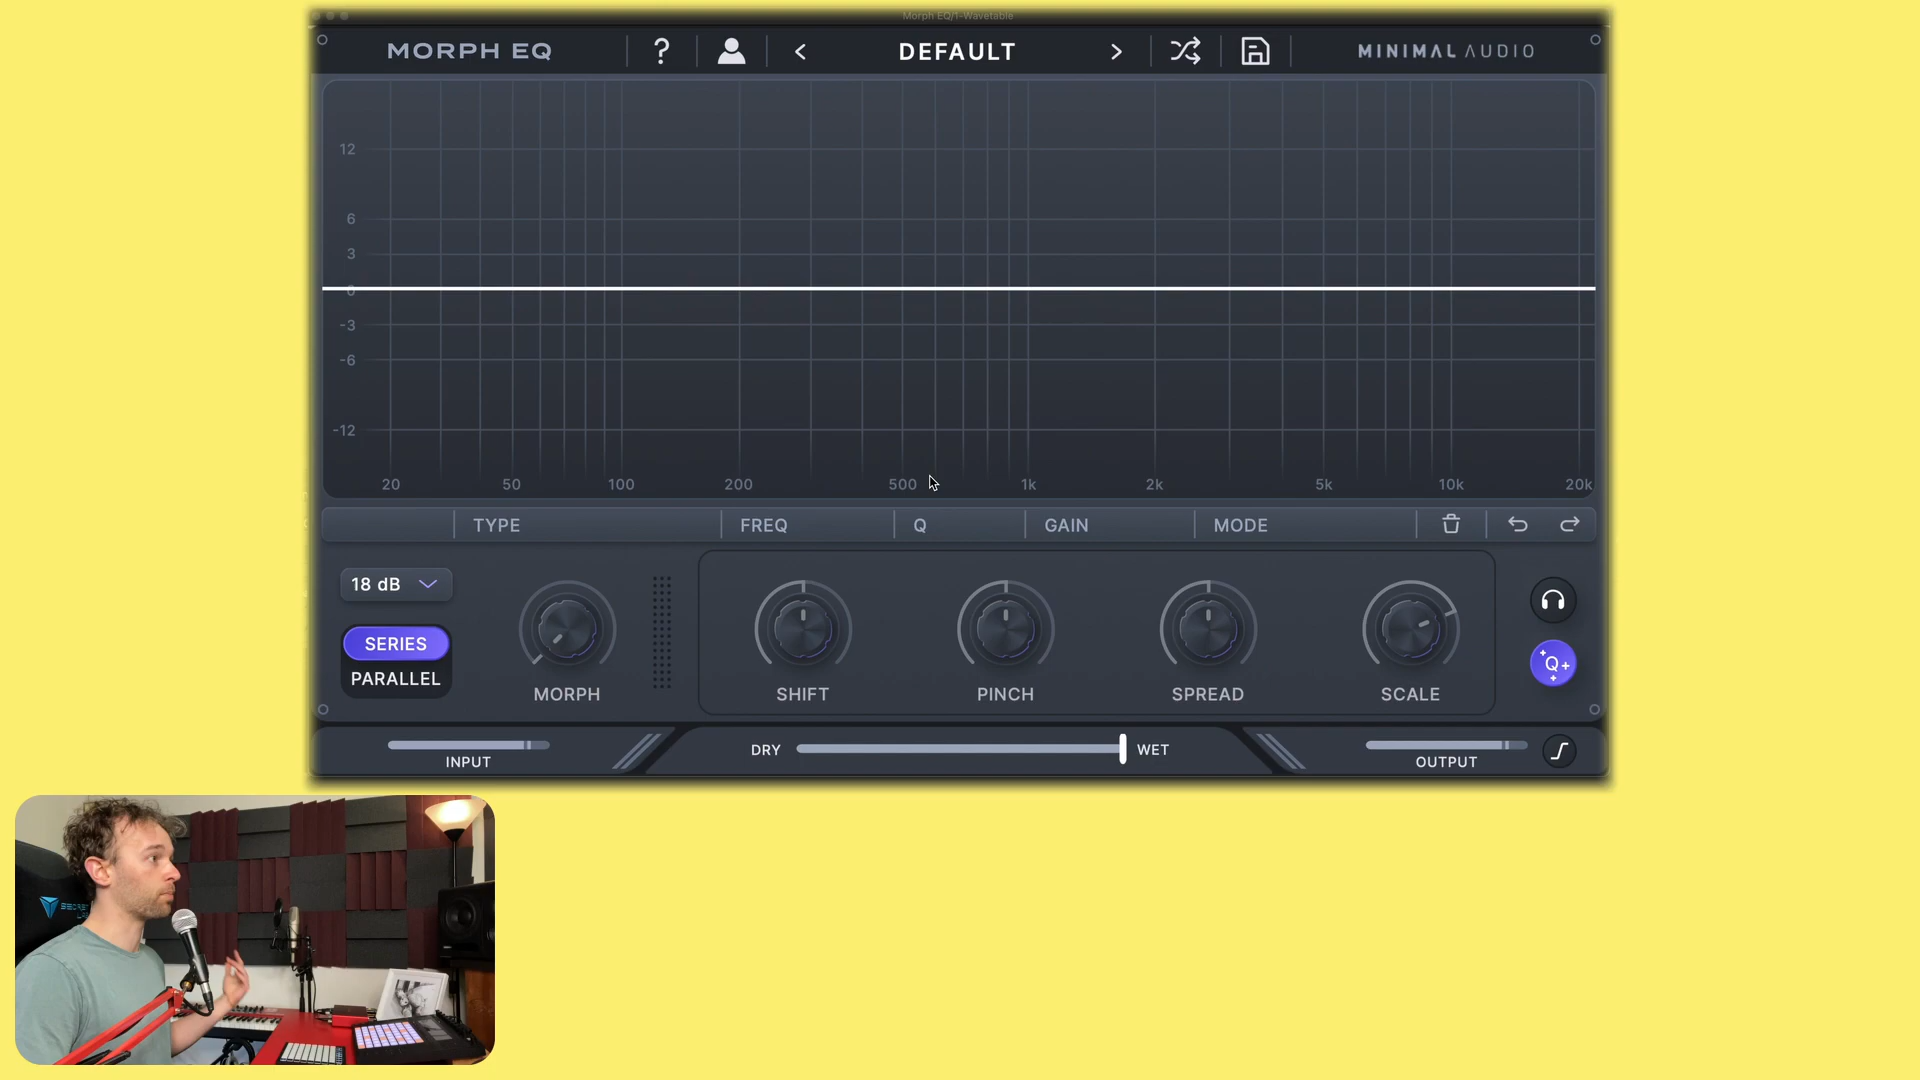 Morph EQ/1-Wavetable
MORPH EQ
?
DEFAULT
MINIMAL AUDIO
12
6
3
0
-3
-6
-12
20 50 100 200 500 1k 2k 5k 10k 20k
TYPE FREQ Q GAIN MODE
18 dB
SERIES
PARALLEL
MORPH
SHIFT
PINCH
SPREAD
SCALE
Q
INPUT
DRY
WET
OUTPUT